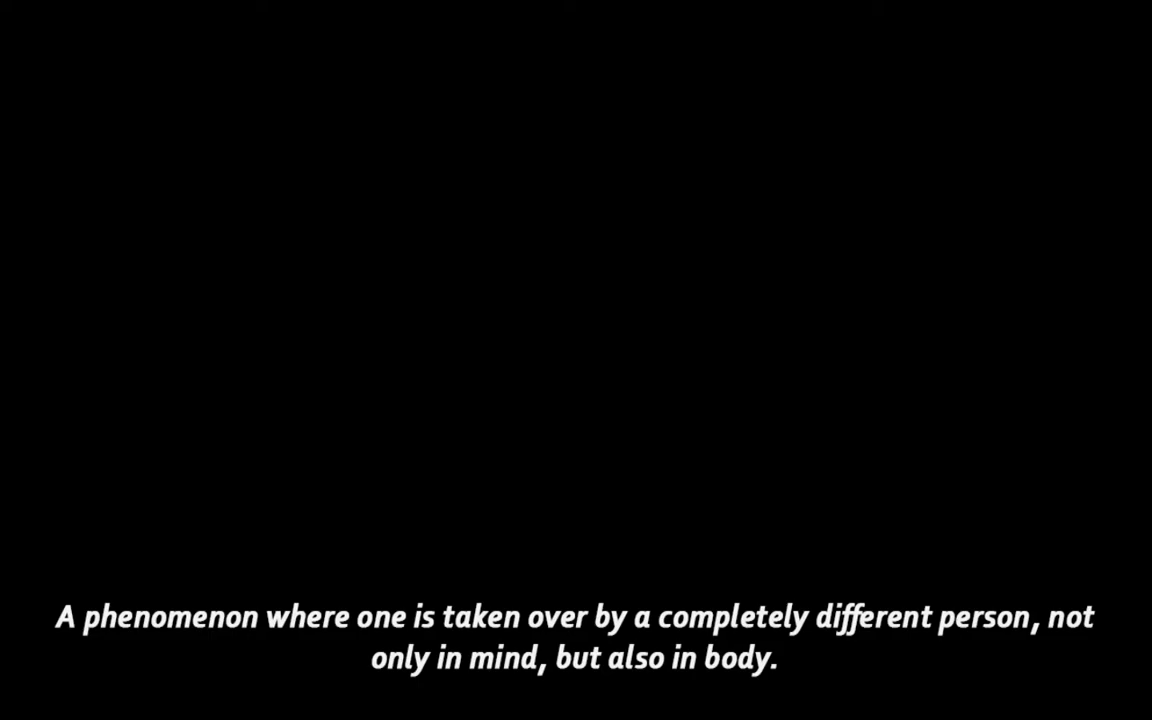 A phenomenon where one is taken over by a completely different person, not
only in mind, but also in body.